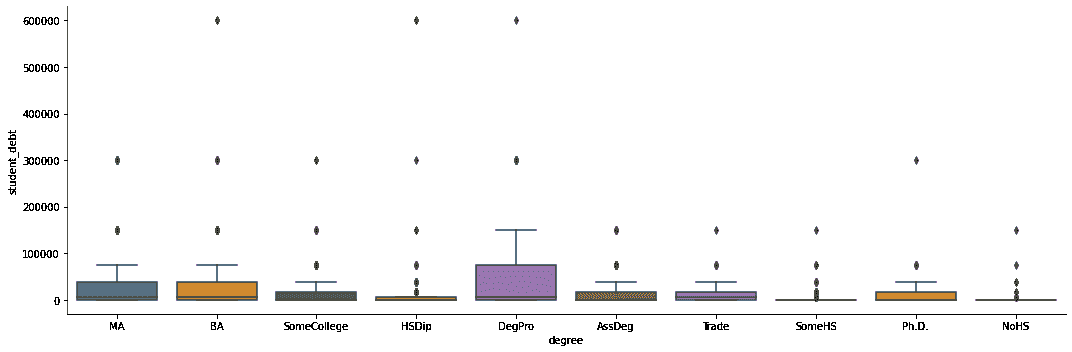 600000
500000
400000
300000
200000
100000
0
student_debt
MA BA SomeCollege HSDip DegPro AssDeg Trade SomeHS Ph.D. NoHS
degree